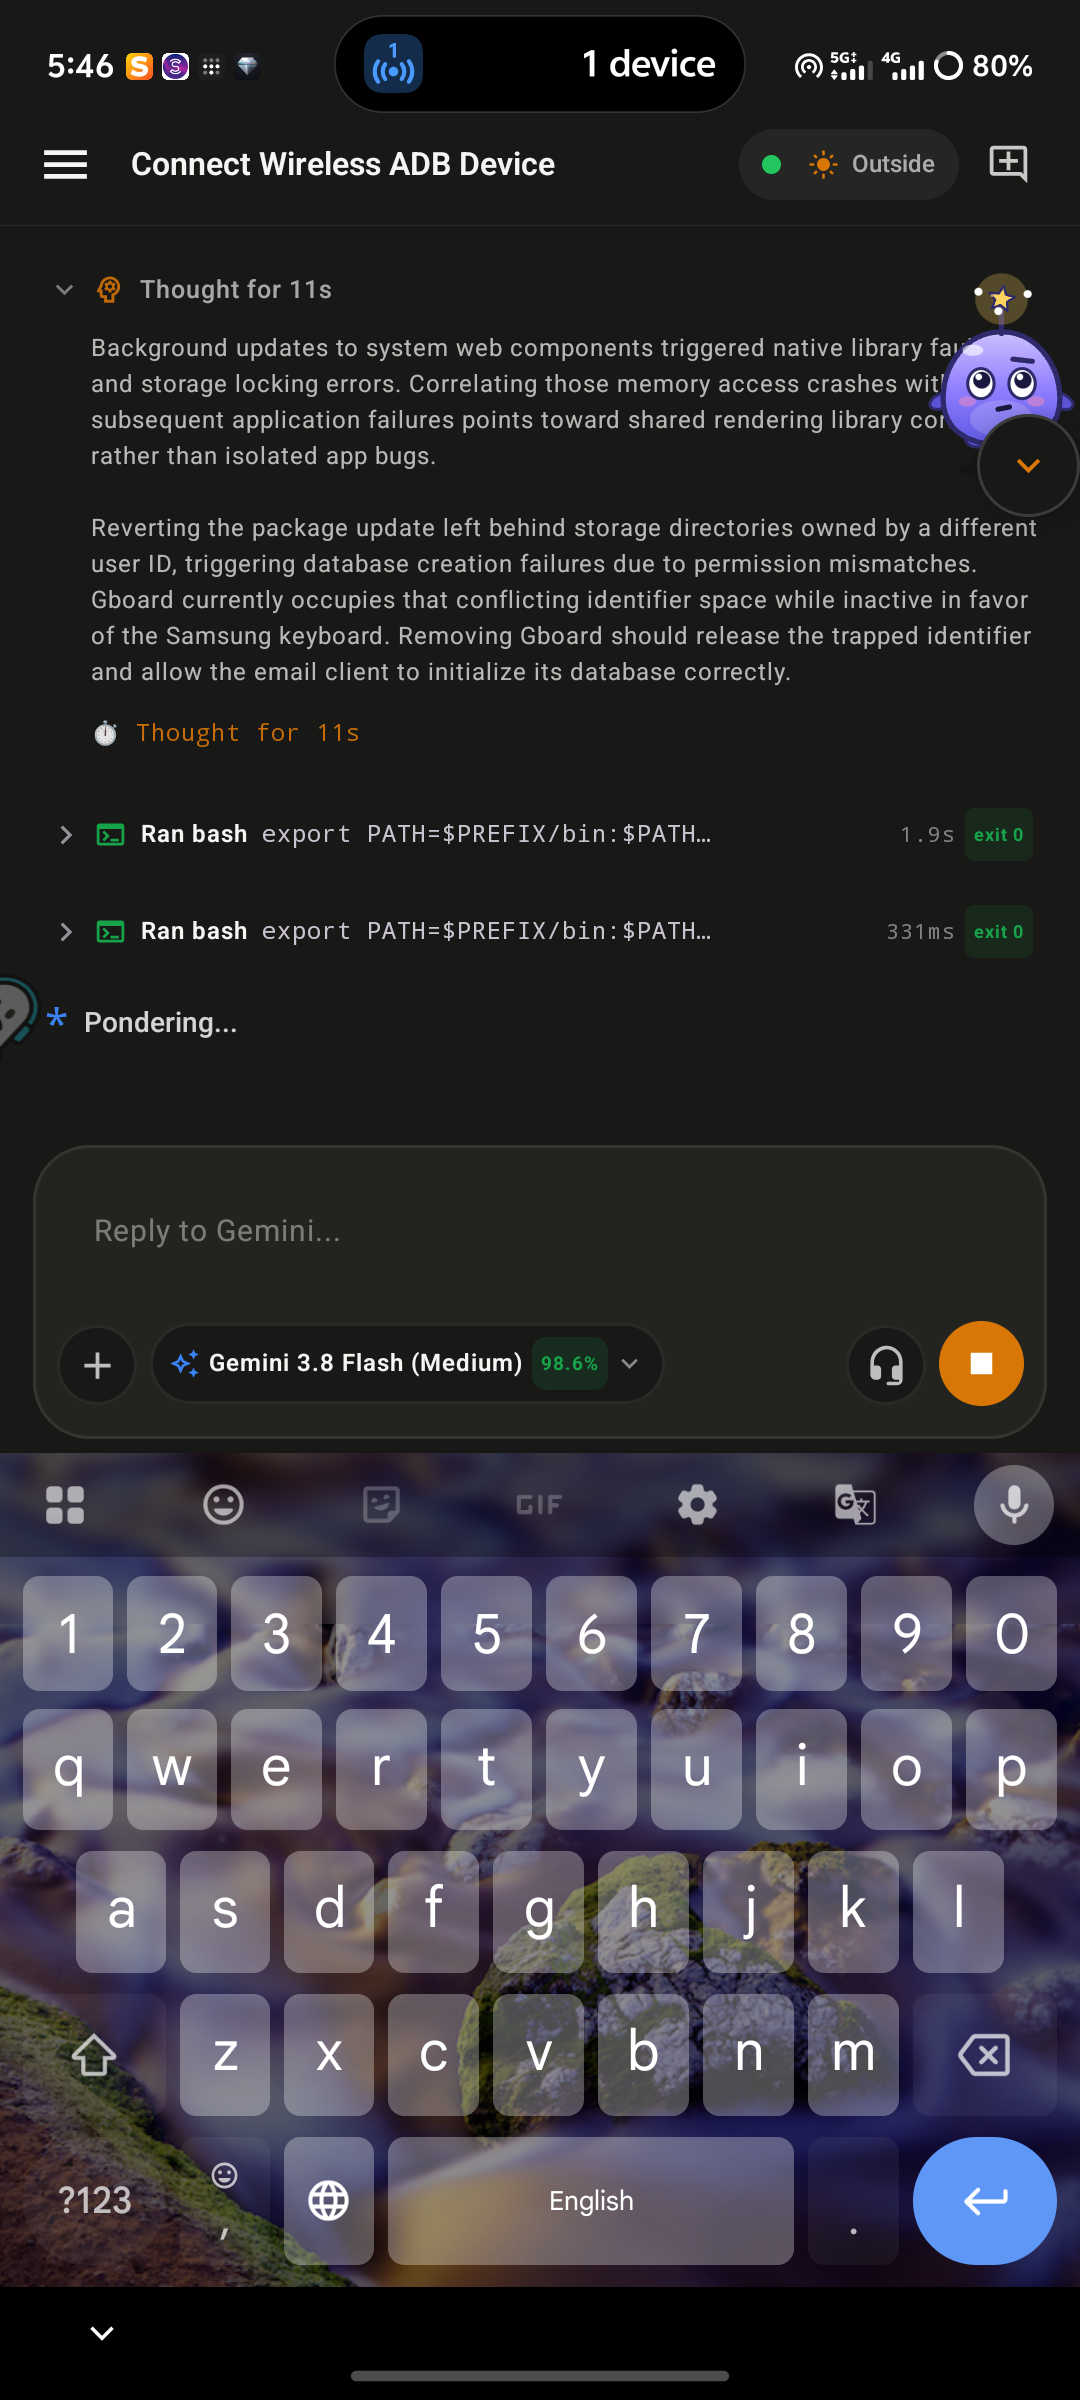 5:46
1
1 device
5G
4G
80%
Connect Wireless ADB Device
Outside
Thought for 11s
Background updates to system web components triggered native library
and storage locking errors. Correlating those memory access crashes
subsequent application failures points toward shared rendering library
rather than isolated app bugs.
Reverting the package update left behind storage directories owned by a different
user ID, triggering database creation failures due to permission mismatches.
Gboard currently occupies that conflicting identifier space while inactive in favor
of the Samsung keyboard. Removing Gboard should release the trapped identifier
and allow the email client to initialize its database correctly.
Thought for 11s
Ran bash export PATH=$PREFIX/bin:$PATH… 1.9s exit 0
Ran bash export PATH=$PREFIX/bin:$PATH… 331ms exit 0
* Pondering...
Reply to Gemini...
Gemini 3.8 Flash (Medium) 98.6%
GIF
G 文
1 2 3 4 5 6 7 8 9 0
q w e r t y u i o p
a s d f g h j k l
z x c v b n m
?123 , English .